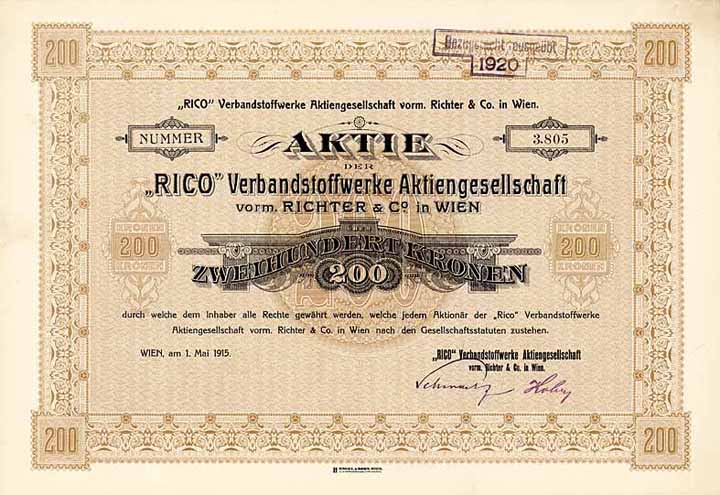 200
200
Bezugsrecht ausgeübt
1920
„RICO" Verbandstoffwerke Aktiengesellschaft vorm. Richter & Co. in Wien.
NUMMER
3.805
AKTIE
DER
„RICO" Verbandstoffwerke Aktiengesellschaft
vorm. RICHTER & Co in WIEN
KRONEN
200
KRONEN
KRONEN
200
KRONEN
ZWEIHUNDERT KRONEN
200
durch welche dem Inhaber alle Rechte gewährt werden, welche jedem Aktionär der „Rico" Verbandstoffwerke
Aktiengesellschaft vorm. Richter & Co. in Wien nach den Gesellschaftsstatuten zustehen.
WIEN, am 1. Mai 1915.
„RICO" Verbandstoffwerke Aktiengesellschaft
vorm. Richter & Co. in Wien.
200
200